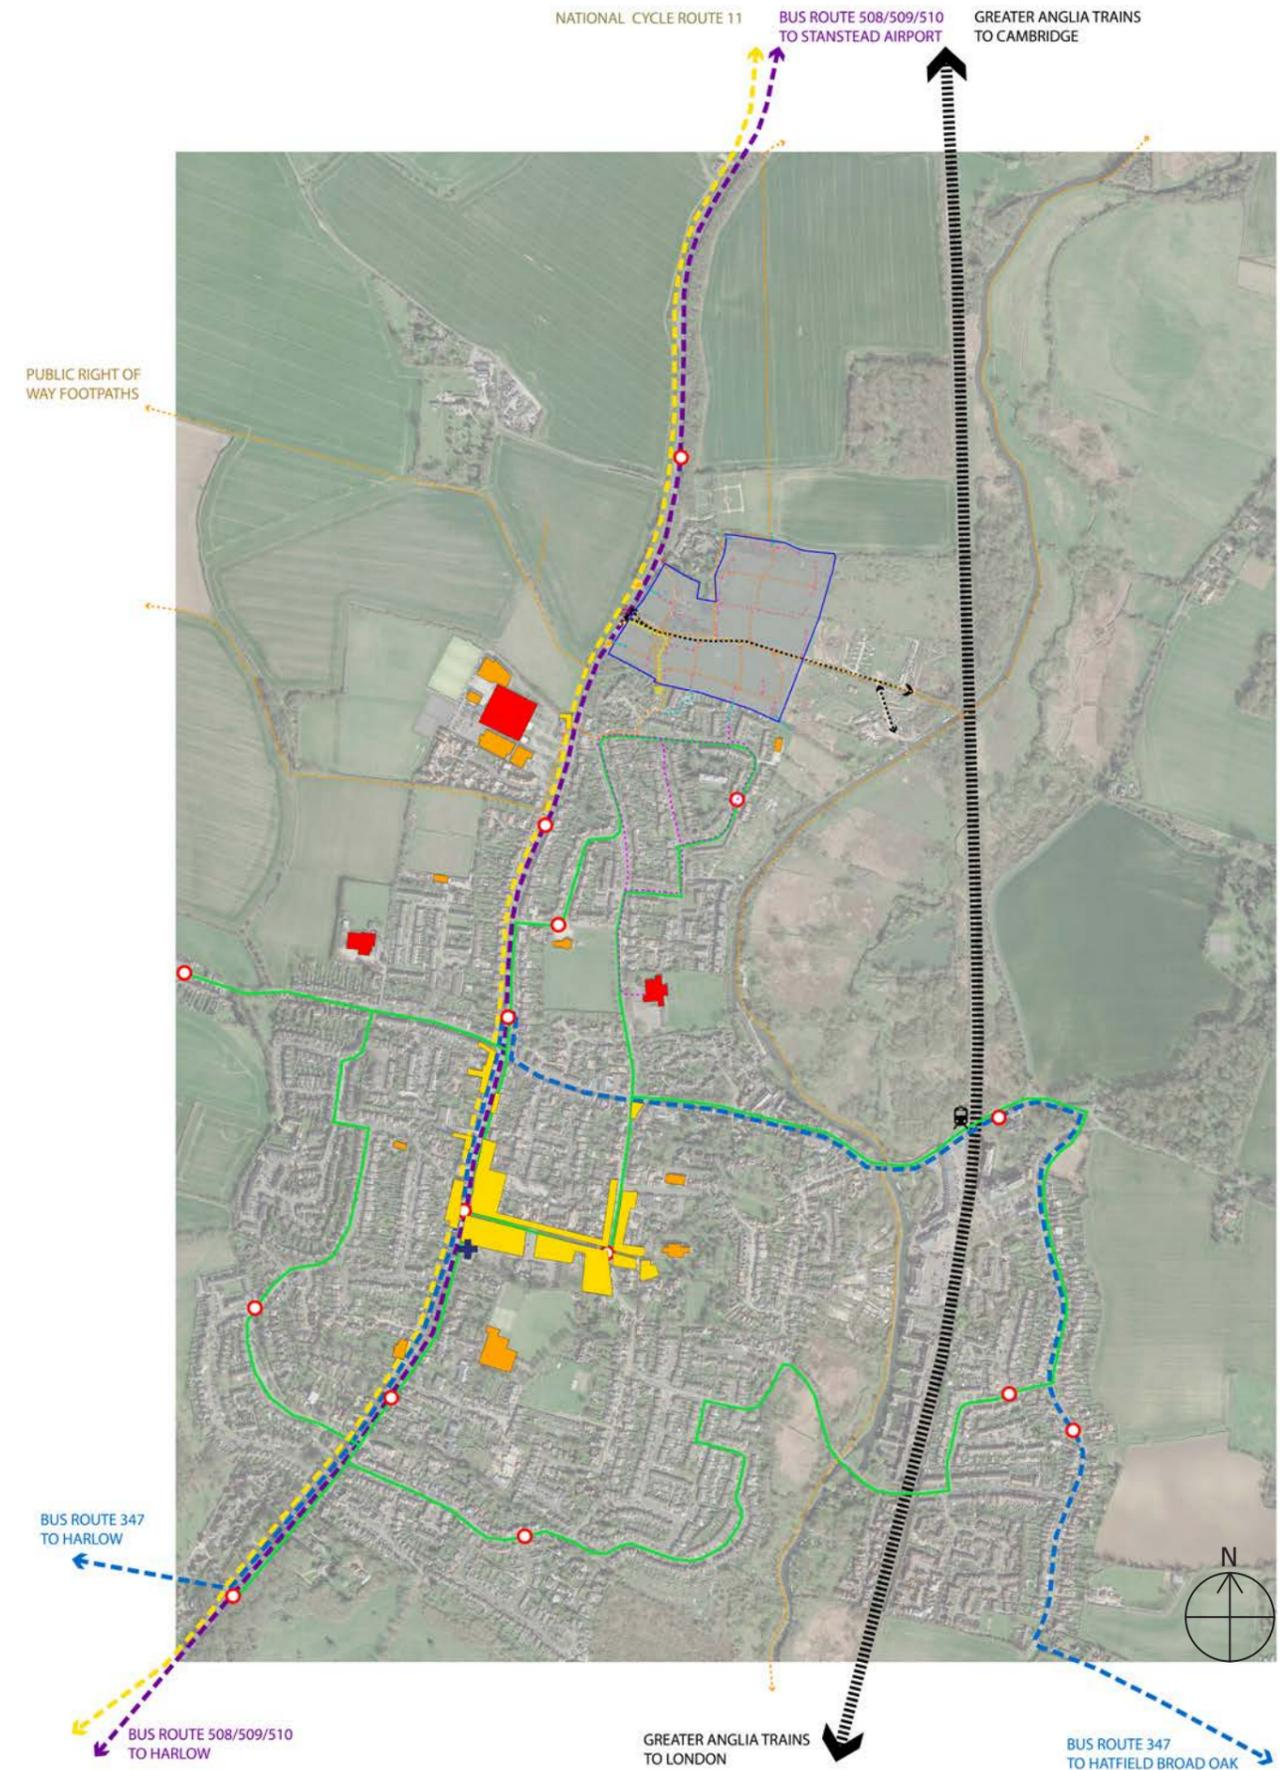 NATIONAL CYCLE ROUTE 11
BUS ROUTE 508/509/510
TO STANSTEAD AIRPORT
GREATER ANGLIA TRAINS
TO CAMBRIDGE
PUBLIC RIGHT OF
WAY FOOTPATHS
BUS ROUTE 347
TO HARLOW
N
BUS ROUTE 508/509/510
TO HARLOW
GREATER ANGLIA TRAINS
TO LONDON
BUS ROUTE 347
TO HATFIELD BROAD OAK